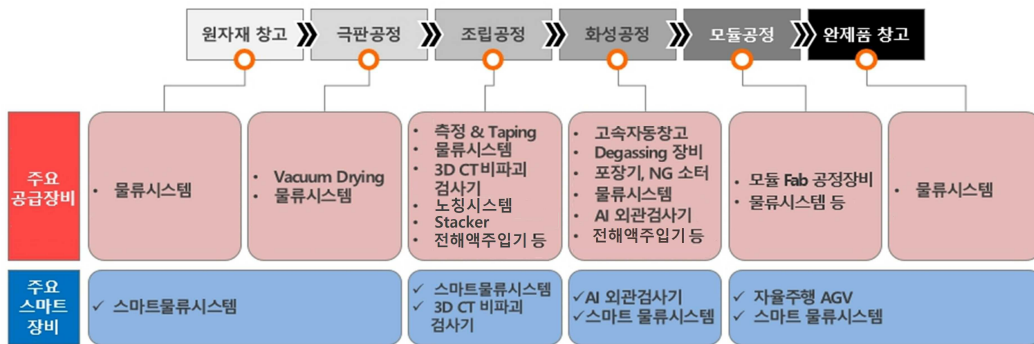 원자재 창고
극판공정
조립공정
화성공정
모듈공정
완제품 창고
주요
공급장비
• 물류시스템
• Vacuum Drying
• 물류시스템
• 측정 & Taping
• 물류시스템
• 3D CT 비파괴
검사기
• 노칭시스템
• Stacker
• 전해액주입기 등
• 고속자동창고
• Degassing 장비
• 포장기, NG 소터
• 물류시스템
• AI 외관검사기
• 전해액주입기 등
• 모듈 Fab 공정장비
• 물류시스템 등
• 물류시스템
주요
스마트
장비
✓ 스마트물류시스템
✓ 스마트물류시스템
✓ 3D CT 비파괴
검사기
✓AI 외관검사기
✓스마트 물류시스템
✓ 자율주행 AGV
✓ 스마트 물류시스템